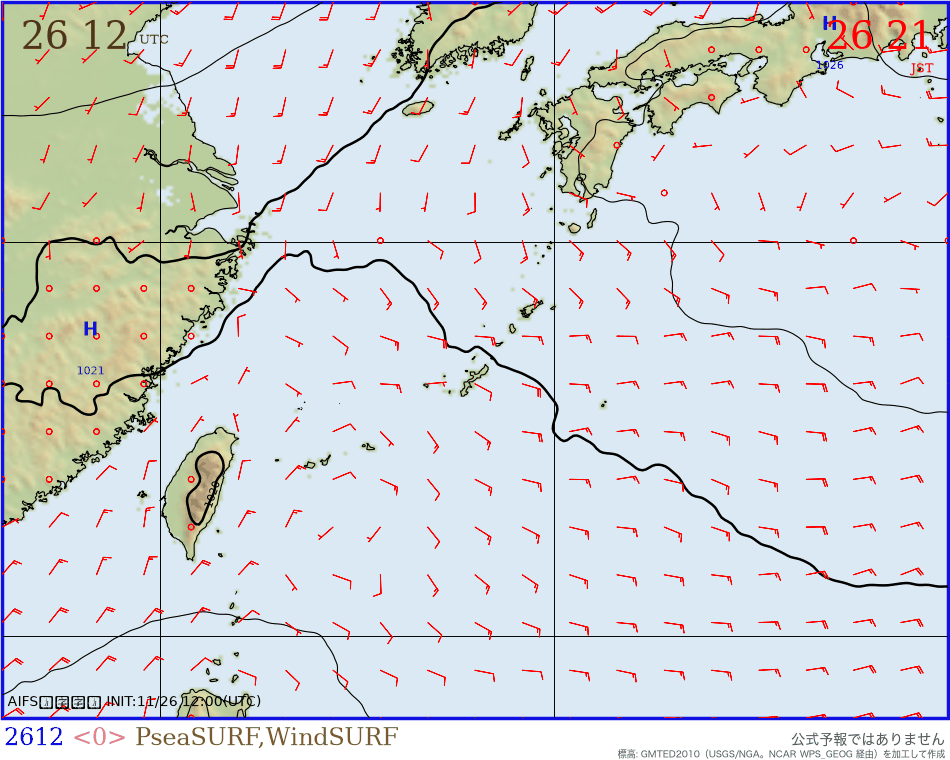 26 12 UTC
H 26 21
1026 JST
H
1021
1020
AIFS INIT:11/26 12:00(UTC)
2612 <0> PseaSURF,WindSURF
公式予報ではありません
標高: GMTED2010（USGS/NGA。NCAR WPS_GEOG 経由）を加工して作成